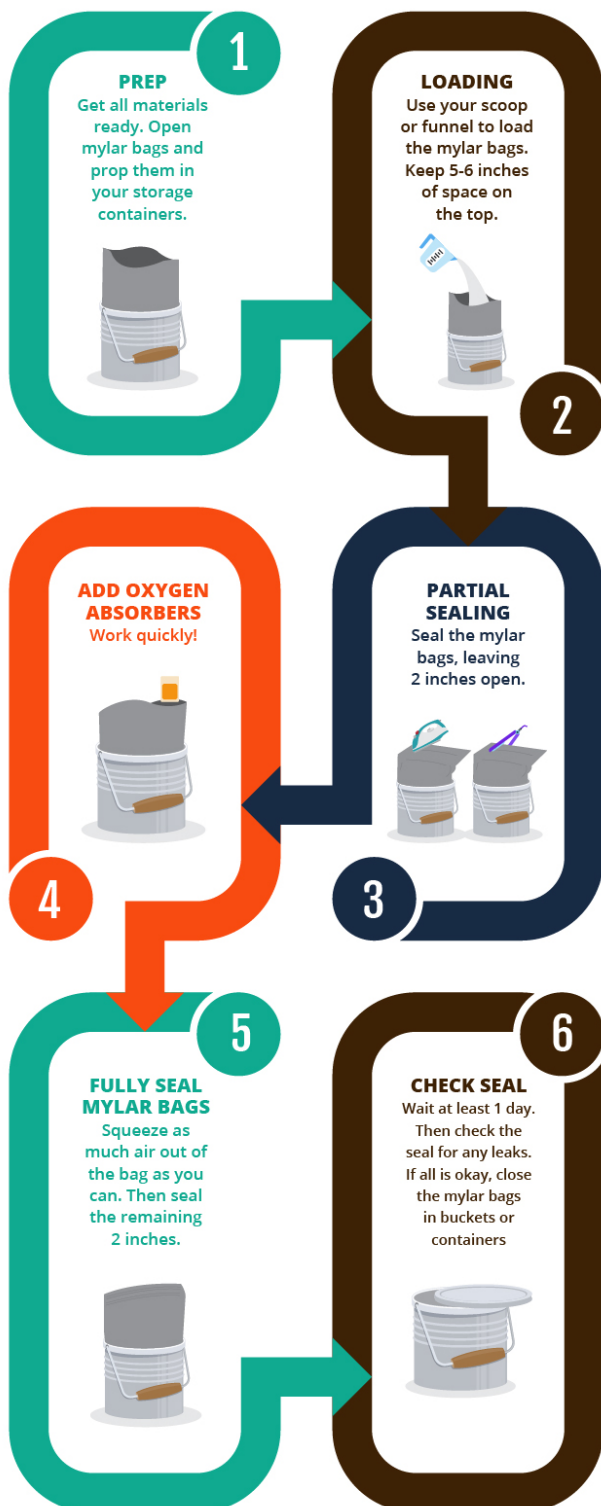 1
PREP
Get all materials
ready. Open
mylar bags and
prop them in
your storage
containers.
LOADING
Use your scoop
or funnel to load
the mylar bags.
Keep 5-6 inches
of space on
the top.
2
PARTIAL
SEALING
Seal the mylar
bags, leaving
2 inches open.
3
ADD OXYGEN
ABSORBERS
Work quickly!
4
5
FULLY SEAL
MYLAR BAGS
Squeeze as
much air out of
the bag as you
can. Then seal
the remaining
2 inches.
6
CHECK SEAL
Wait at least 1 day.
Then check the
seal for any leaks.
If all is okay, close
the mylar bags
in buckets or
containers